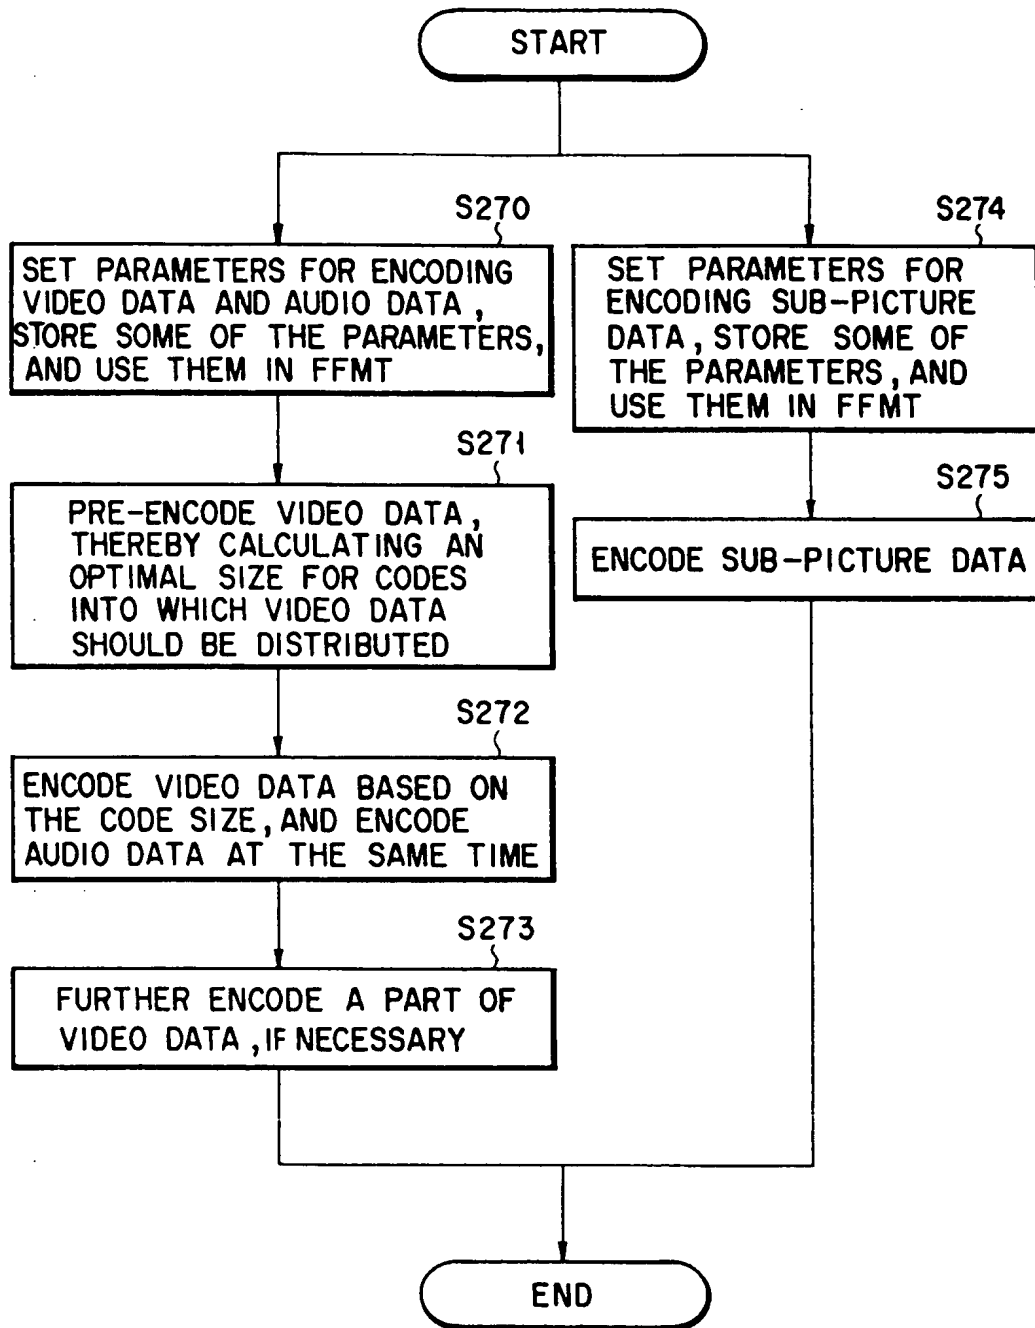 START
S270
SET PARAMETERS FOR ENCODING
VIDEO DATA AND AUDIO DATA,
STORE SOME OF THE PARAMETERS,
AND USE THEM IN FFMT
S271
PRE-ENCODE VIDEO DATA,
THEREBY CALCULATING AN
OPTIMAL SIZE FOR CODES
INTO WHICH VIDEO DATA
SHOULD BE DISTRIBUTED
S272
ENCODE VIDEO DATA BASED ON
THE CODE SIZE, AND ENCODE
AUDIO DATA AT THE SAME TIME
S273
FURTHER ENCODE A PART OF
VIDEO DATA, IF NECESSARY
S274
SET PARAMETERS FOR
ENCODING SUB-PICTURE
DATA, STORE SOME OF
THE PARAMETERS, AND
USE THEM IN FFMT
S275
ENCODE SUB-PICTURE DATA
END